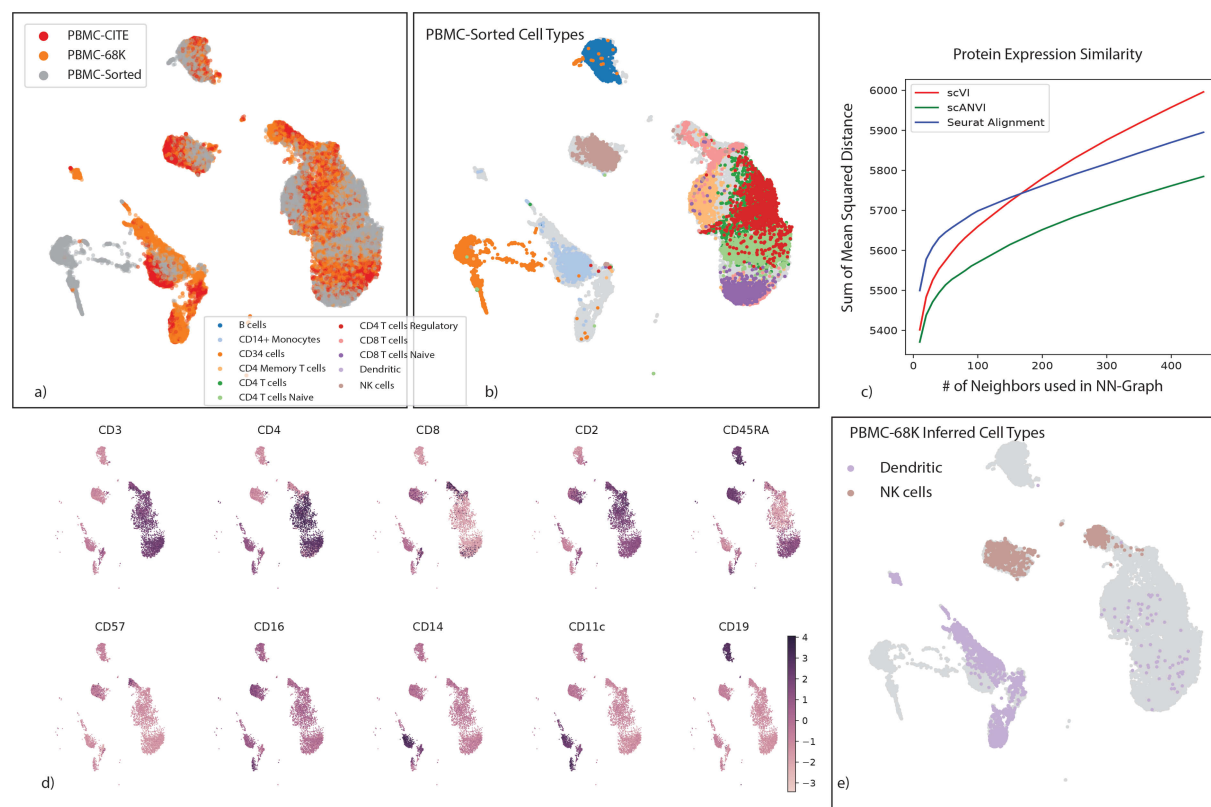 PBMC-CITE
PBMC-68K
PBMC-Sorted
a)
PBMC-Sorted Cell Types
B cells
CD14+ Monocytes
CD34 cells
CD4 Memory T cells
CD4 T cells
CD4 T cells Naive
CD4 T cells Regulatory
CD8 T cells
CD8 T cells Naive
Dendritic
NK cells
b)
Protein Expression Similarity
scVI
scANVI
Seurat Alignment
Sum of Mean Squared Distance
6000
5900
5800
5700
5600
5500
5400
0 100 200 300 400
# of Neighbors used in NN-Graph
c)
CD3 CD4 CD8 CD2 CD45RA
CD57 CD16 CD14 CD11c CD19
4
3
2
1
0
−1
−2
−3
d)
PBMC-68K Inferred Cell Types
Dendritic
NK cells
e)